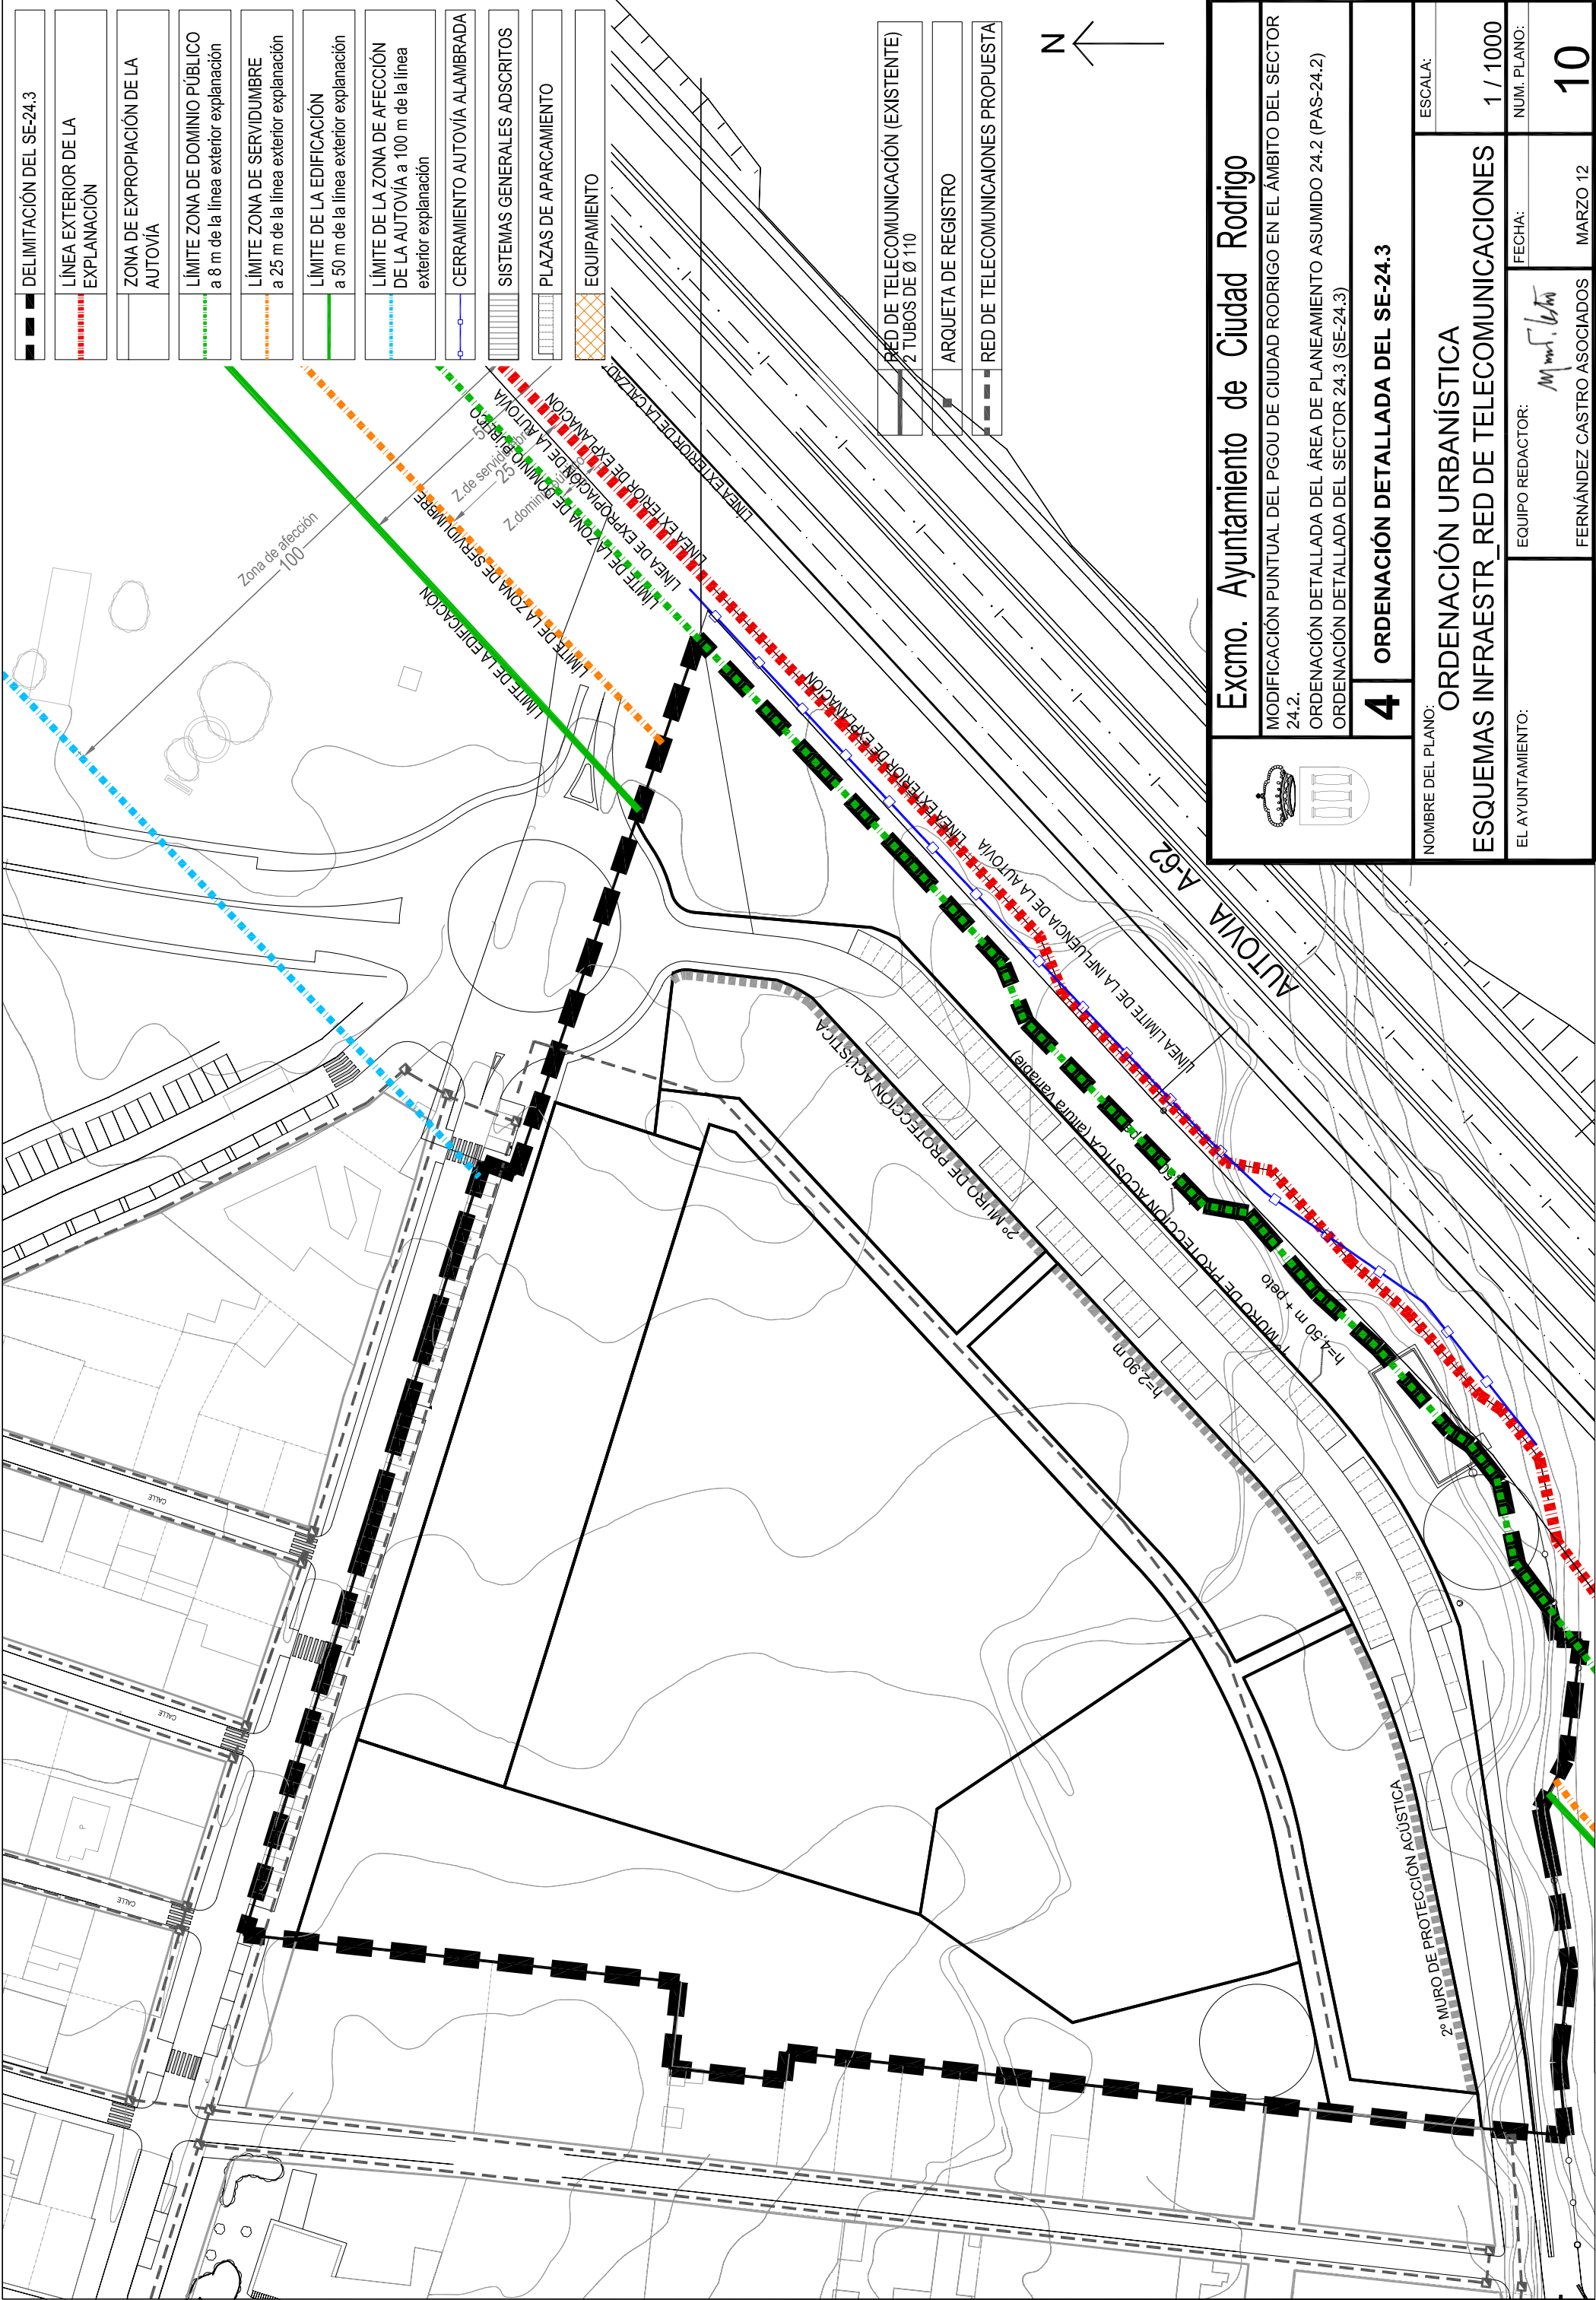 DELIMITACIÓN DEL SE-24.3
LÍNEA EXTERIOR DE LA
EXPLANACIÓN
ZONA DE EXPROPIACIÓN DE LA
AUTOVÍA
LÍMITE ZONA DE DOMINIO PÚBLICO
a 8 m de la línea exterior explanación
LÍMITE ZONA DE SERVIDUMBRE
a 25 m de la línea exterior explanación
LÍMITE DE LA EDIFICACIÓN
a 50 m de la línea exterior explanación
LÍMITE DE LA ZONA DE AFECCIÓN
DE LA AUTOVÍA a 100 m de la línea
exterior explanación
CERRAMIENTO AUTOVÍA ALAMBRADA
SISTEMAS GENERALES ADSCRITOS
PLAZAS DE APARCAMIENTO
EQUIPAMIENTO
RED DE TELECOMUNICACIÓN (EXISTENTE)
2 TUBOS DE Ø 110
ARQUETA DE REGISTRO
RED DE TELECOMUNICAIONES PROPUESTA
N
Zona de afección
100
Z.de servidumbre
25
LÍMITE DE LA EDIFICACIÓN
LÍMITE DE LA ZONA DE SERVIDUMBRE
LÍMITE DE LA ZONA DE DOMINIO PÚBLICO
LÍNEA DE EXPROPIACIÓN DE LA AUTOVÍA
LÍNEA EXTERIOR DE EXPLANACIÓN
LÍNEA EXTERIOR DE LA CALZADA
LÍNEA EXTERIOR DE EXPLANACIÓN
LÍNEA LÍMITE DE LA INFLUENCIA DE LA AUTOVÍA
AUTOVIA A-62
2º MURO DE PROTECCIÓN ACÚSTICA
h=2,90 m
1º MURO DE PROTECCIÓN ACÚSTICA (altura variable)
h=4,50 m + peto
2º MURO DE PROTECCIÓN ACÚSTICA
CALLE
CALLE
CALLE
P
Excmo. Ayuntamiento de Ciudad Rodrigo
MODIFICACIÓN PUNTUAL DEL PGOU DE CIUDAD RODRIGO EN EL ÁMBITO DEL SECTOR
24.2.
ORDENACIÓN DETALLADA DEL ÁREA DE PLANEAMIENTO ASUMIDO 24.2 (PAS-24.2)
ORDENACIÓN DETALLADA DEL SECTOR 24.3 (SE-24.3)
4 ORDENACIÓN DETALLADA DEL SE-24.3
NOMBRE DEL PLANO:
ORDENACIÓN URBANÍSTICA
ESQUEMAS INFRAESTR_RED DE TELECOMUNICACIONES
ESCALA:
1 / 1000
EL AYUNTAMIENTO:
EQUIPO REDACTOR:
FERNÁNDEZ CASTRO ASOCIADOS
FECHA:
MARZO 12
NUM. PLANO:
10